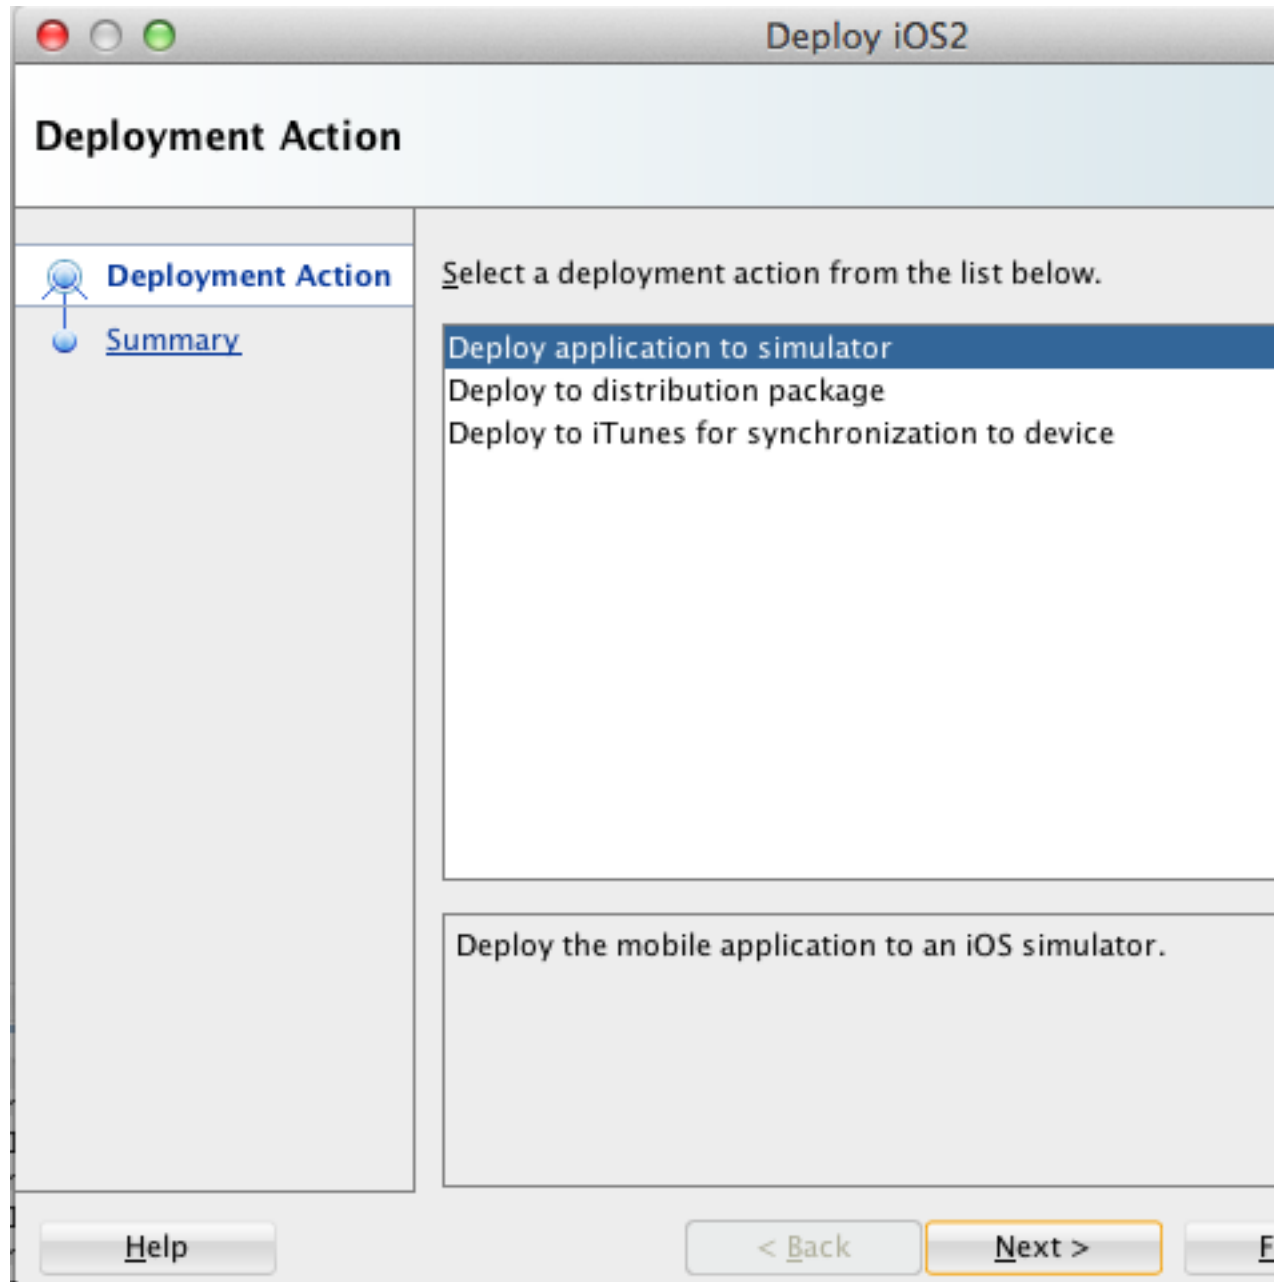 Deploy iOS2
Deployment Action
Deployment Action
Summary
Select a deployment action from the list below.
Deploy application to simulator
Deploy to distribution package
Deploy to iTunes for synchronization to device
Deploy the mobile application to an iOS simulator.
Help
< Back
Next >